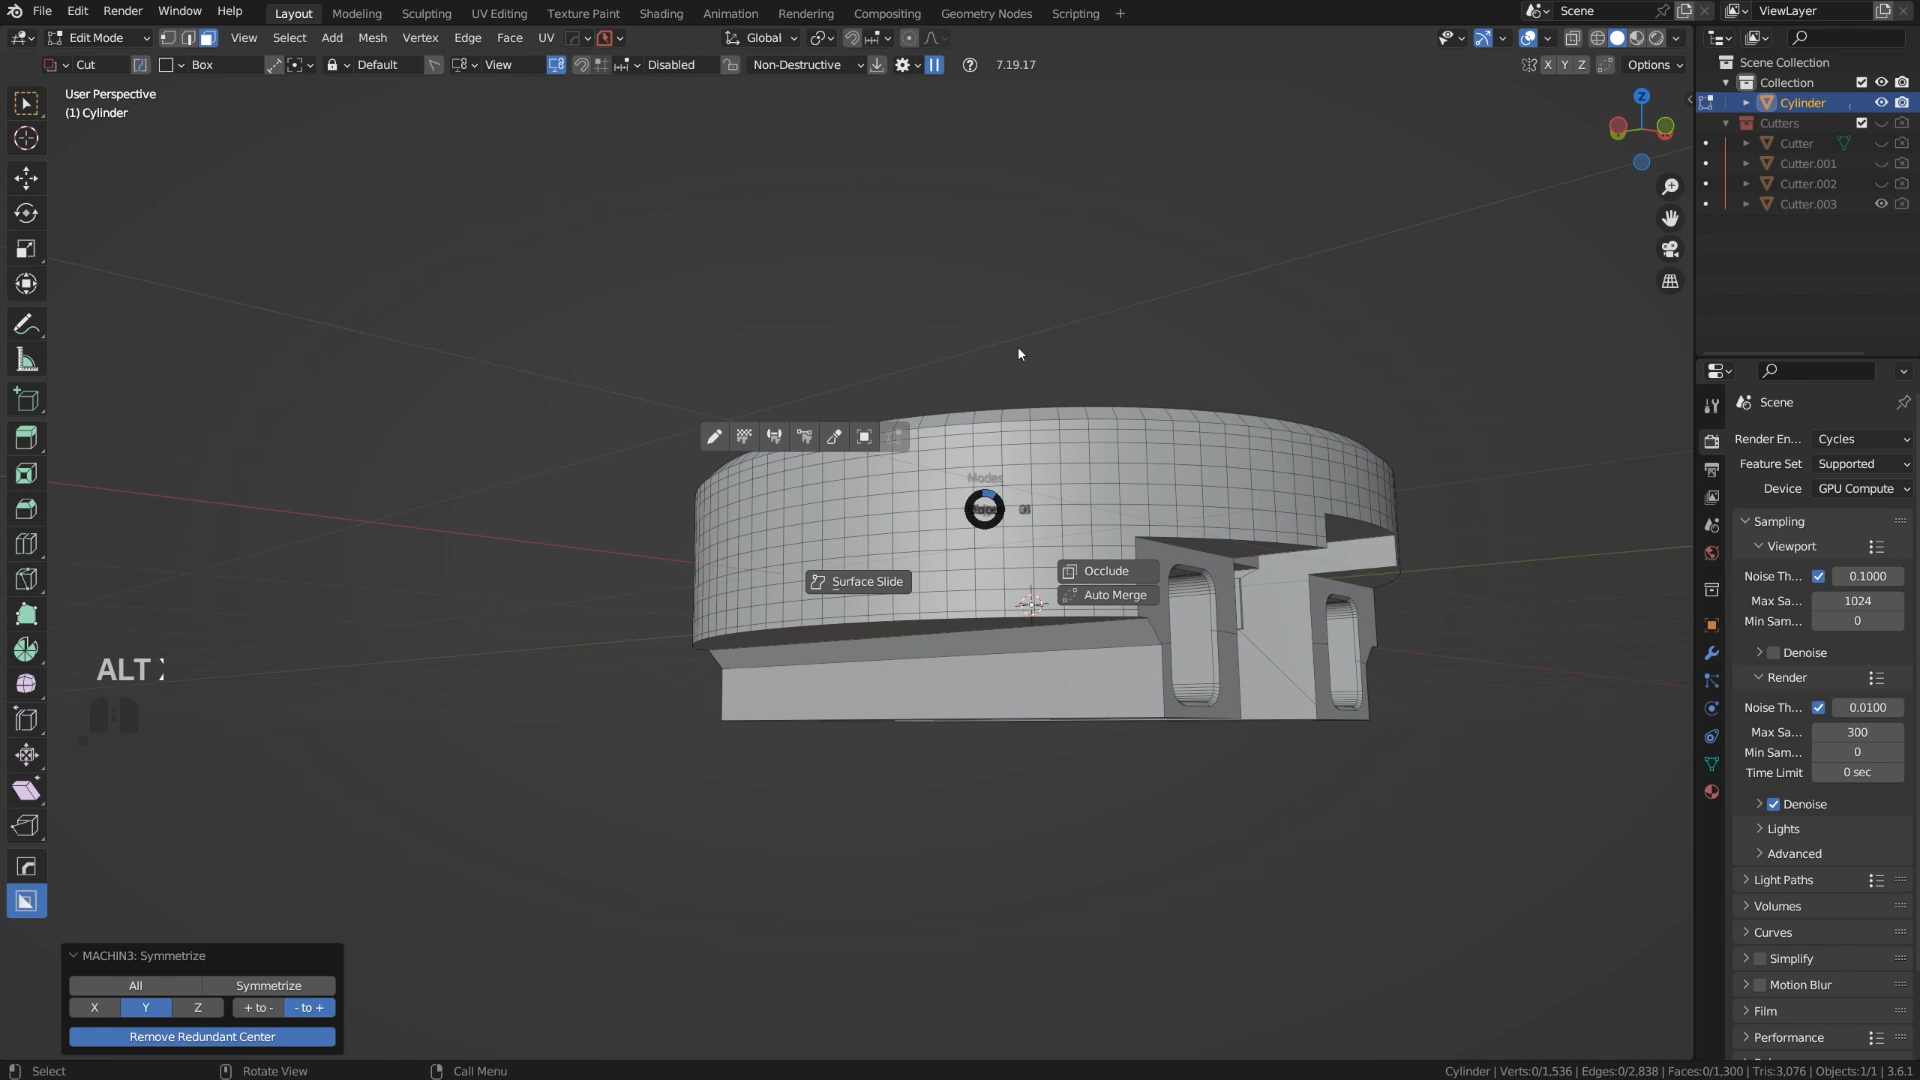 File Edit Render Window Help Layout Modeling Sculpting UV Editing Texture Paint Shading Animation Rendering Compositing Geometry Nodes Scripting + Scene ViewLayer
Edit Mode View Select Add Mesh Vertex Edge Face UV Global
Cut Box Default View Disabled Non-Destructive 7.19.17 X Y Z Options
User Perspective
(1) Cylinder
Z
Scene Collection
Collection
Cylinder
Cutters
Cutter
Cutter.001
Cutter.002
Cutter.003
Scene
Render En... Cycles
Feature Set Supported
Device GPU Compute
Sampling
Viewport
Noise Th... 0.1000
Max Sa... 1024
Min Sam... 0
Denoise
Render
Noise Th... 0.0100
Max Sa... 300
Min Sam... 0
Time Limit 0 sec
Denoise
Lights
Advanced
Light Paths
Volumes
Curves
Simplify
Motion Blur
Film
Performance
Modes
Surface Slide
Occlude
Auto Merge
ALT
MACHIN3: Symmetrize
All Symmetrize
X Y Z + to - - to +
Remove Redundant Center
Select Rotate View Call Menu Cylinder | Verts:0/1,536 | Edges:0/2,838 | Faces:0/1,300 | Tris:3,076 | Objects:1/1 | 3.6.1